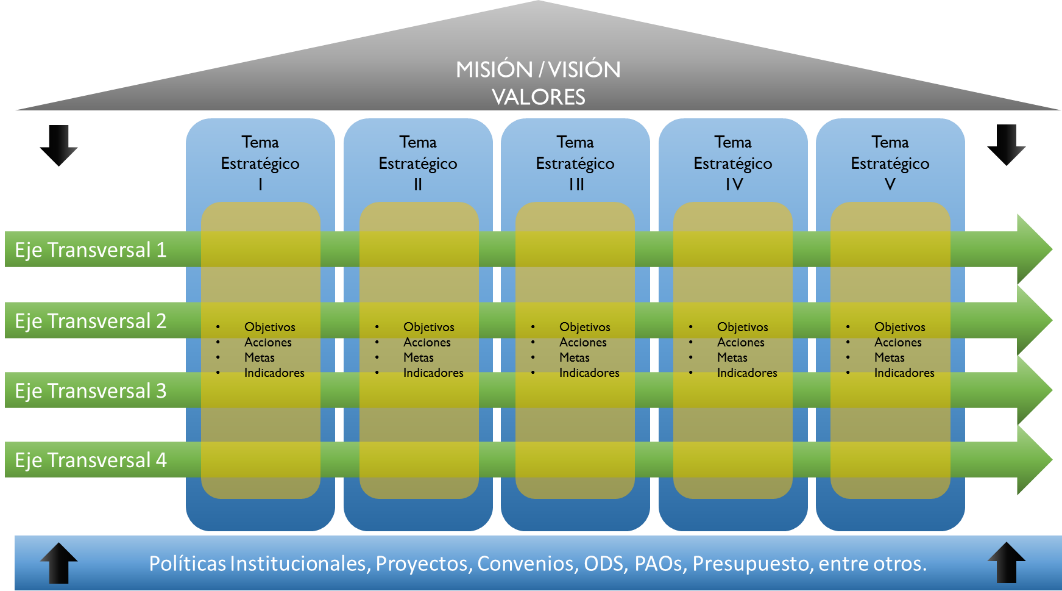 MISIÓN / VISIÓN
VALORES
Tema
Estratégico
I
Tema
Estratégico
II
Tema
Estratégico
III
Tema
Estratégico
IV
Tema
Estratégico
V
Eje Transversal 1
Eje Transversal 2
Eje Transversal 3
Eje Transversal 4
• Objetivos
• Acciones
• Metas
• Indicadores
• Objetivos
• Acciones
• Metas
• Indicadores
• Objetivos
• Acciones
• Metas
• Indicadores
• Objetivos
• Acciones
• Metas
• Indicadores
• Objetivos
• Acciones
• Metas
• Indicadores
Políticas Institucionales, Proyectos, Convenios, ODS, PAOs, Presupuesto, entre otros.